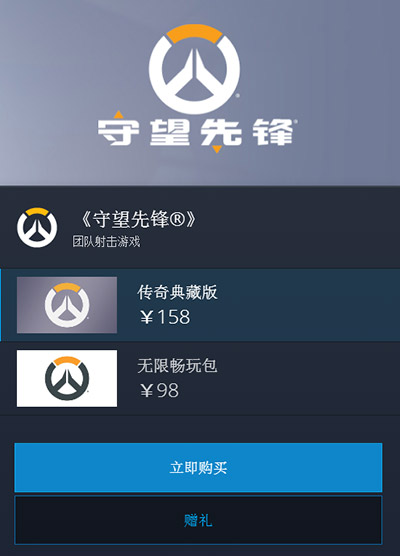 守望先锋®
《守望先锋®》
团队射击游戏
传奇典藏版
￥158
无限畅玩包
￥98
立即购买
赠礼